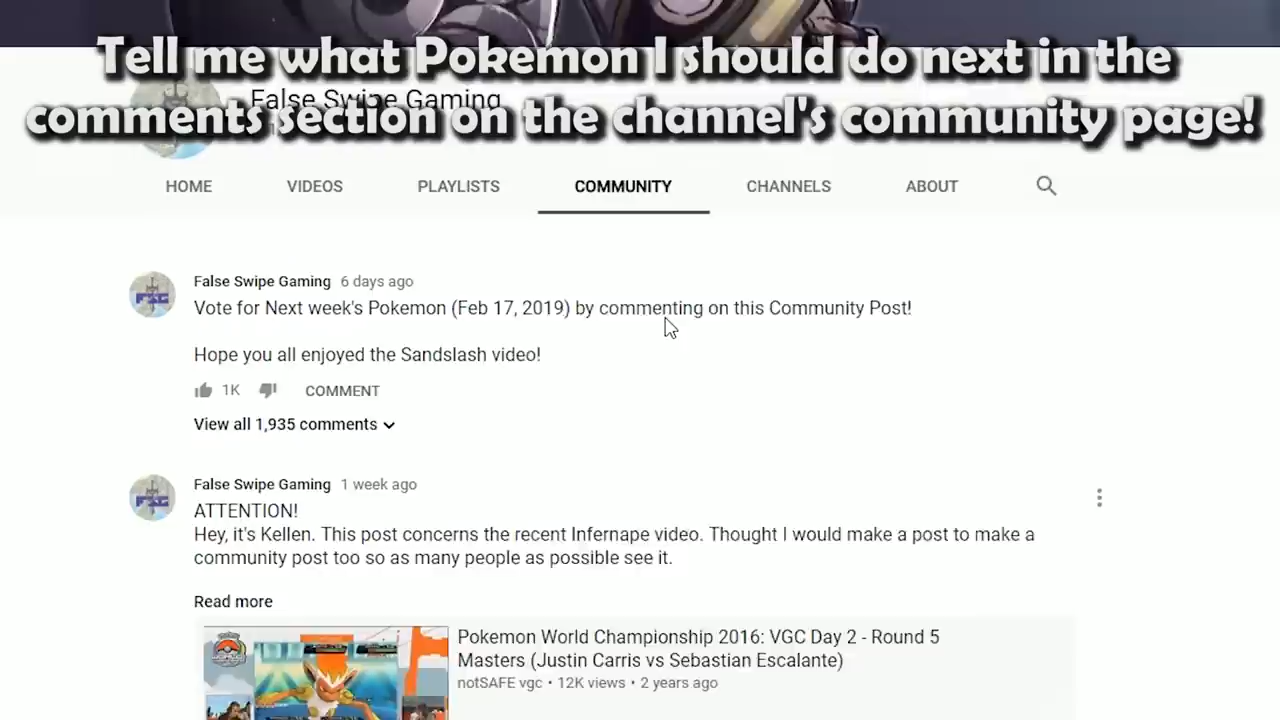 Tell me what Pokemon I should do next in the
comments section on the channel's community page!
False Swipe Gaming
HOME VIDEOS PLAYLISTS COMMUNITY CHANNELS ABOUT
False Swipe Gaming 6 days ago
Vote for Next week's Pokemon (Feb 17, 2019) by commenting on this Community Post!
Hope you all enjoyed the Sandslash video!
1K COMMENT
View all 1,935 comments
False Swipe Gaming 1 week ago
ATTENTION!
Hey, it's Kellen. This post concerns the recent Infernape video. Thought I would make a post to make a
community post too so as many people as possible see it.
Read more
Pokemon World Championship 2016: VGC Day 2 - Round 5
Masters (Justin Carris vs Sebastian Escalante)
notSAFE vgc • 12K views • 2 years ago